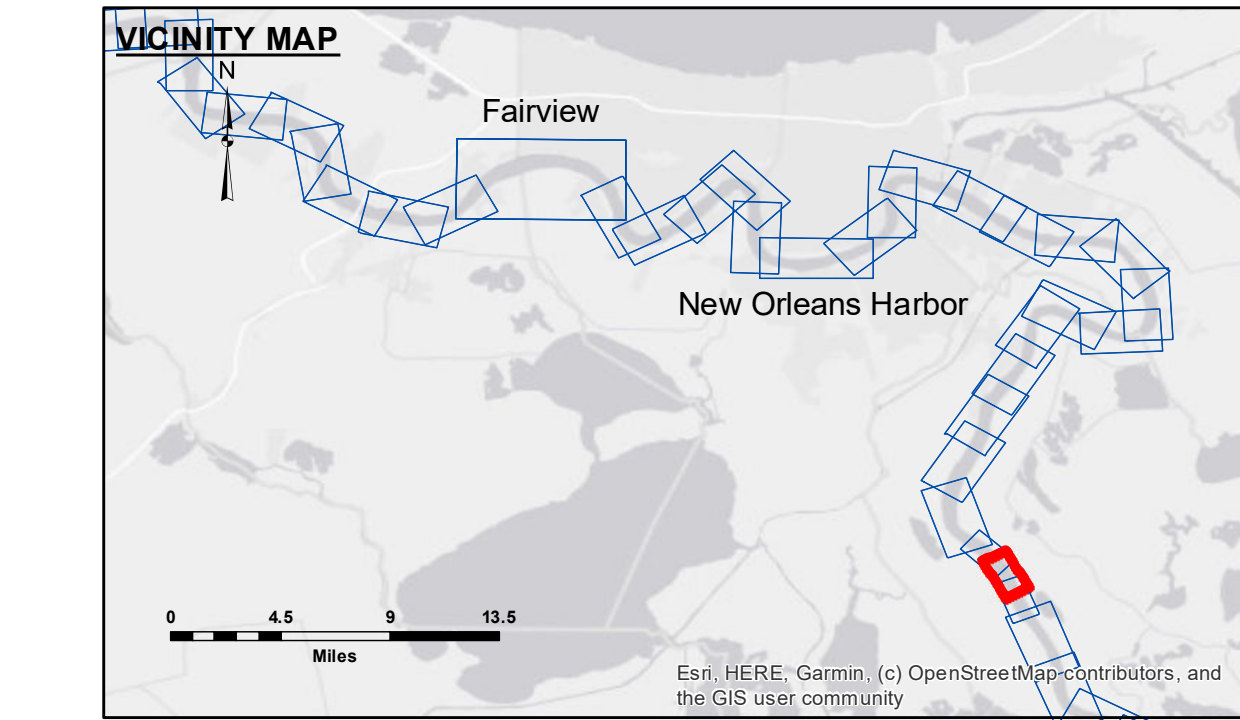 VICINITY MAP
N
Fairview
New Orleans Harbor
0 4.5 9 13.5
Miles
Esri, HERE, Garmin, (c) OpenStreetMap contributors, and
the GIS user community